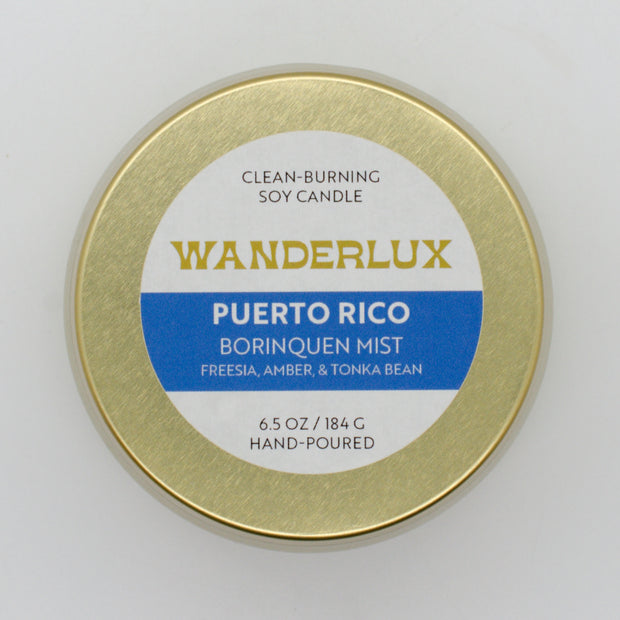 CLEAN-BURNING
SOY CANDLE
WANDERLUX
PUERTO RICO
BORINQUEN MIST
FREESIA, AMBER, & TONKA BEAN
6.5 OZ / 184 G
HAND-POURED